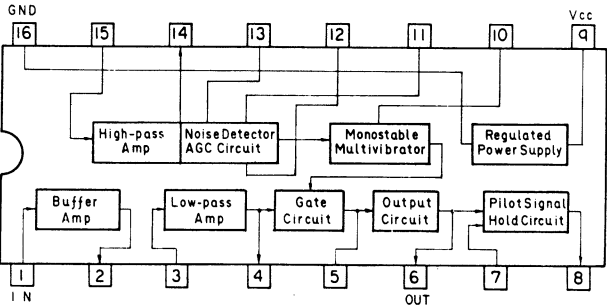 GND
Vcc
16 15 14 13 12 11 10 9
High-pass
Amp
Noise Detector
AGC Circuit
Monostable
Multivibrator
Regulated
Power Supply
Buffer
Amp
Low-pass
Amp
Gate
Circuit
Output
Circuit
Pilot Signal
Hold Circuit
1 2 3 4 5 6 7 8
IN
OUT